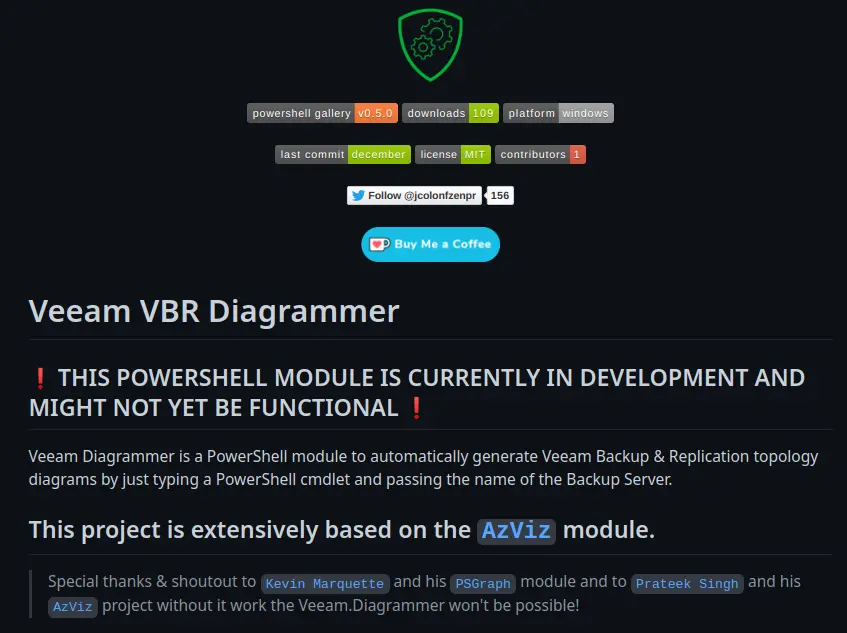 powershell gallery v0.5.0 downloads 109 platform windows
last commit december license MIT contributors 1
Follow @jcolonfzenpr 156
Buy Me a Coffee
Veeam VBR Diagrammer
❗ THIS POWERSHELL MODULE IS CURRENTLY IN DEVELOPMENT AND
MIGHT NOT YET BE FUNCTIONAL ❗
Veeam Diagrammer is a PowerShell module to automatically generate Veeam Backup & Replication topology
diagrams by just typing a PowerShell cmdlet and passing the name of the Backup Server.
This project is extensively based on the AzViz module.
Special thanks & shoutout to Kevin Marquette and his PSGraph module and to Prateek Singh and his
AzViz project without it work the Veeam.Diagrammer won't be possible!